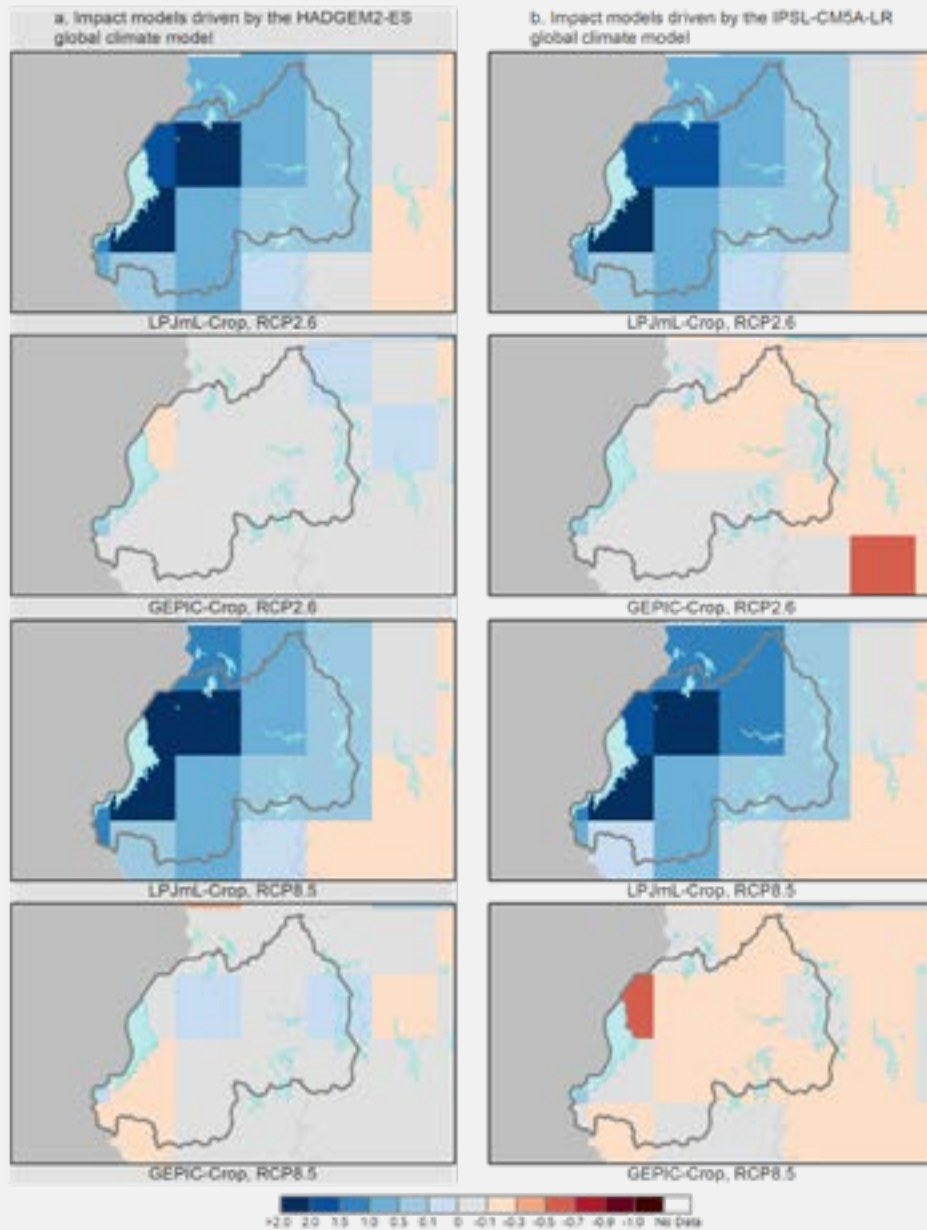 a. Impact models driven by the HADGEM2-ES
global climate model
b. Impact models driven by the IPSL-CM5A-LR
global climate model
LPJmL-Crop, RCP2.6
LPJmL-Crop, RCP2.6
GEPIC-Crop, RCP2.6
GEPIC-Crop, RCP2.6
LPJmL-Crop, RCP8.5
LPJmL-Crop, RCP8.5
GEPIC-Crop, RCP8.5
GEPIC-Crop, RCP8.5
>2.0 2.0 1.5 1.0 0.5 0.1 0 -0.1 -0.3 -0.5 -0.7 -0.9 -1.0 No Data